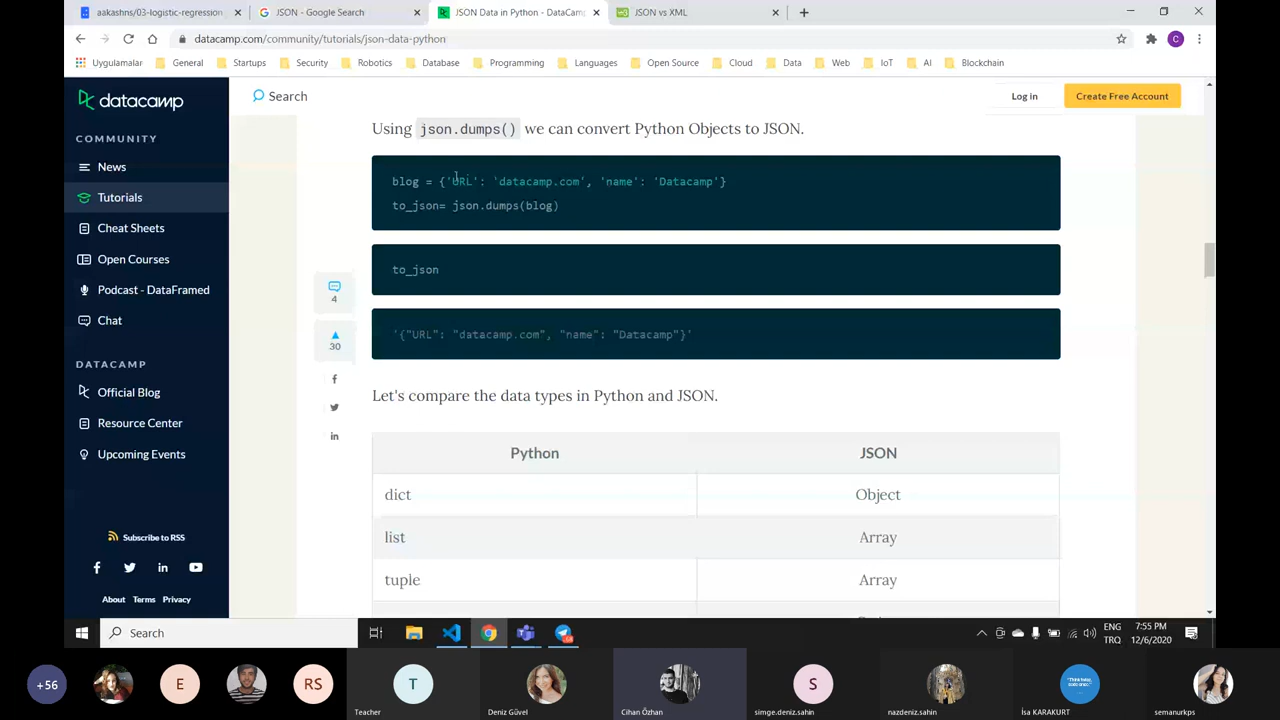 aakashns/03-logistic-regression
JSON - Google Search
JSON Data in Python - DataCam
JSON vs XML
datacamp.com/community/tutorials/json-data-python
C
Uygulamalar
General
Startups
Security
Robotics
Database
Programming
Languages
Open Source
Cloud
Data
Web
IoT
AI
Blockchain
datacamp
Search
Log in
Create Free Account
COMMUNITY
News
Tutorials
Cheat Sheets
Open Courses
Podcast - DataFramed
Chat
DATACAMP
Official Blog
Resource Center
Upcoming Events
Subscribe to RSS
About Terms Privacy
4
30
Using json.dumps() we can convert Python Objects to JSON.
blog = {'URL': 'datacamp.com', 'name': 'Datacamp'}
to_json= json.dumps(blog)
to_json
'{"URL": "datacamp.com", "name": "Datacamp"}'
Let's compare the data types in Python and JSON.
Python JSON
dict Object
list Array
tuple Array
Search
ENG
TRQ
7:55 PM
12/6/2020
+56
E
RS
T
Teacher
Deniz Güvel
Cihan Özhan
S
simge.deniz.sahin
nazdeniz.sahin
İsa KARAKURT
semanurkps